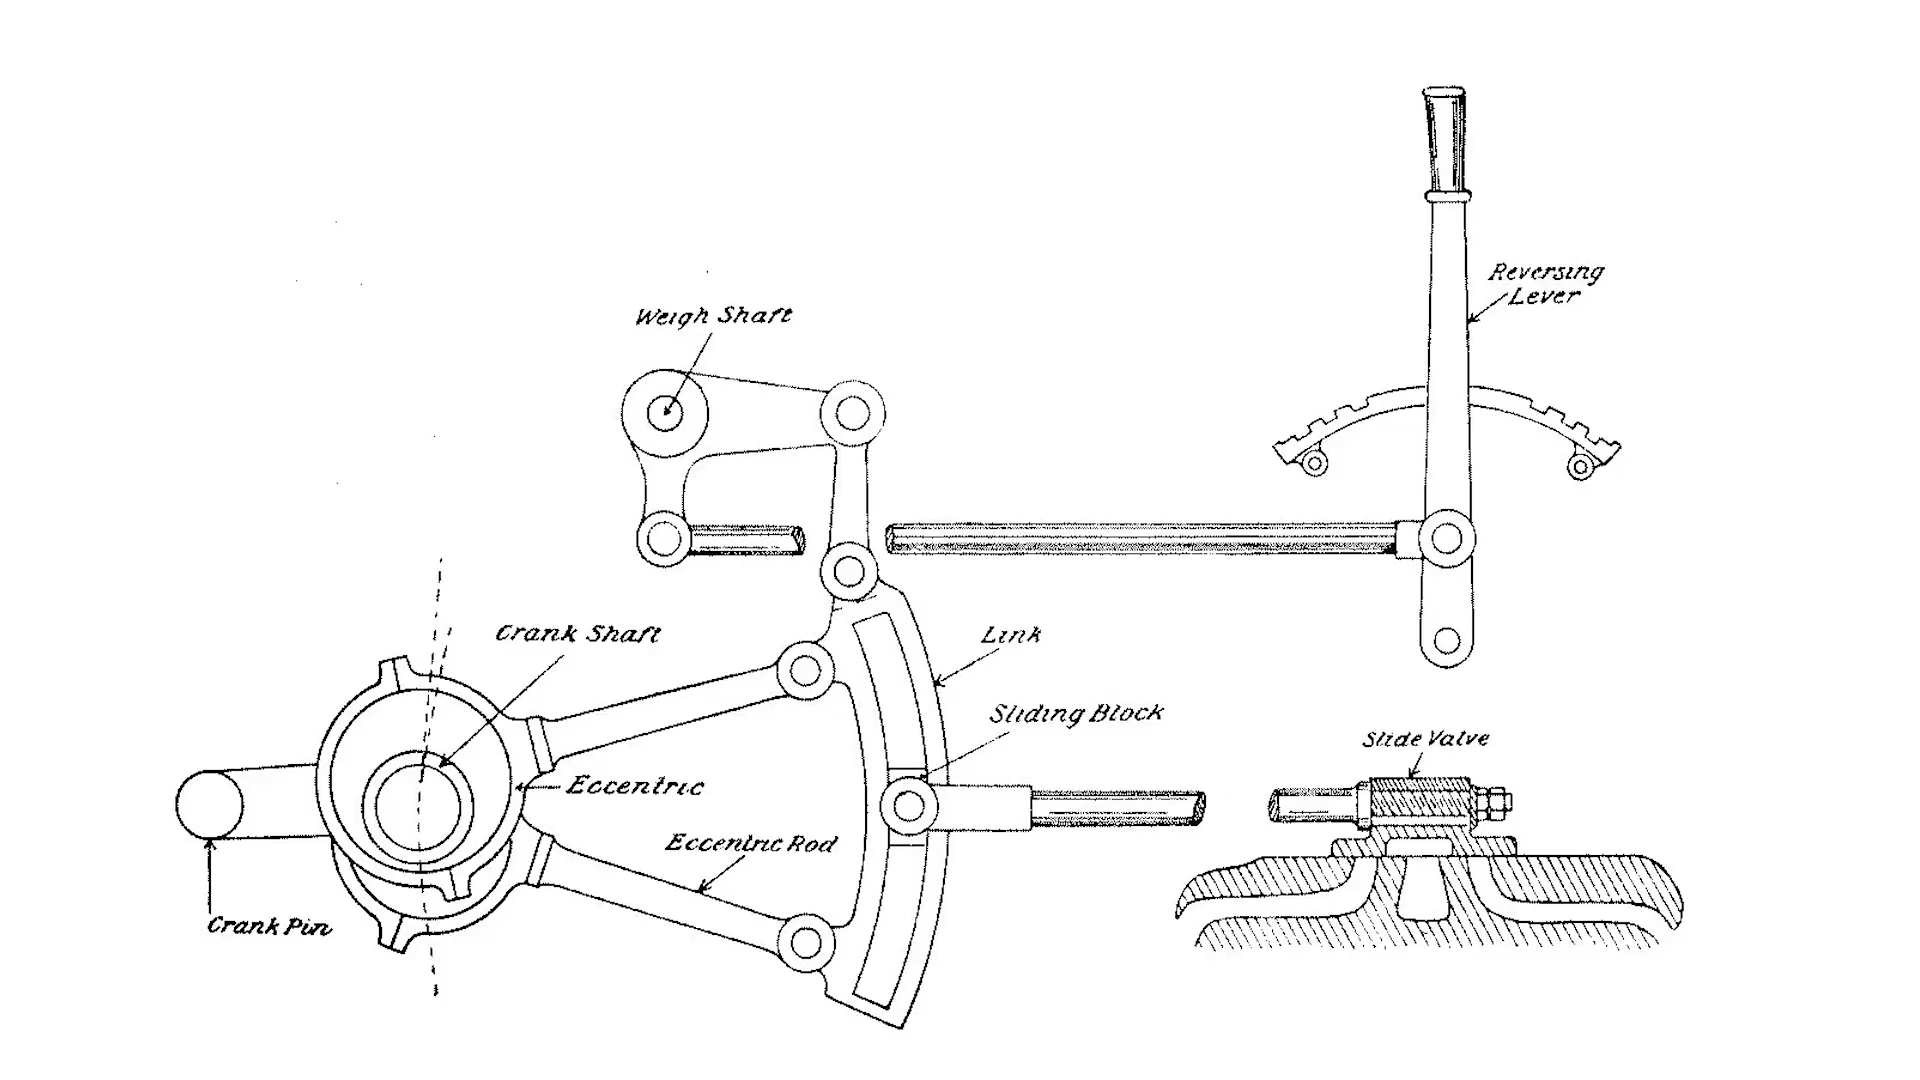 Reversing
Lever
Weigh Shaft
Crank Shaft
Link
Sliding Block
Slide Valve
Eccentric
Eccentric Rod
Crank Pin